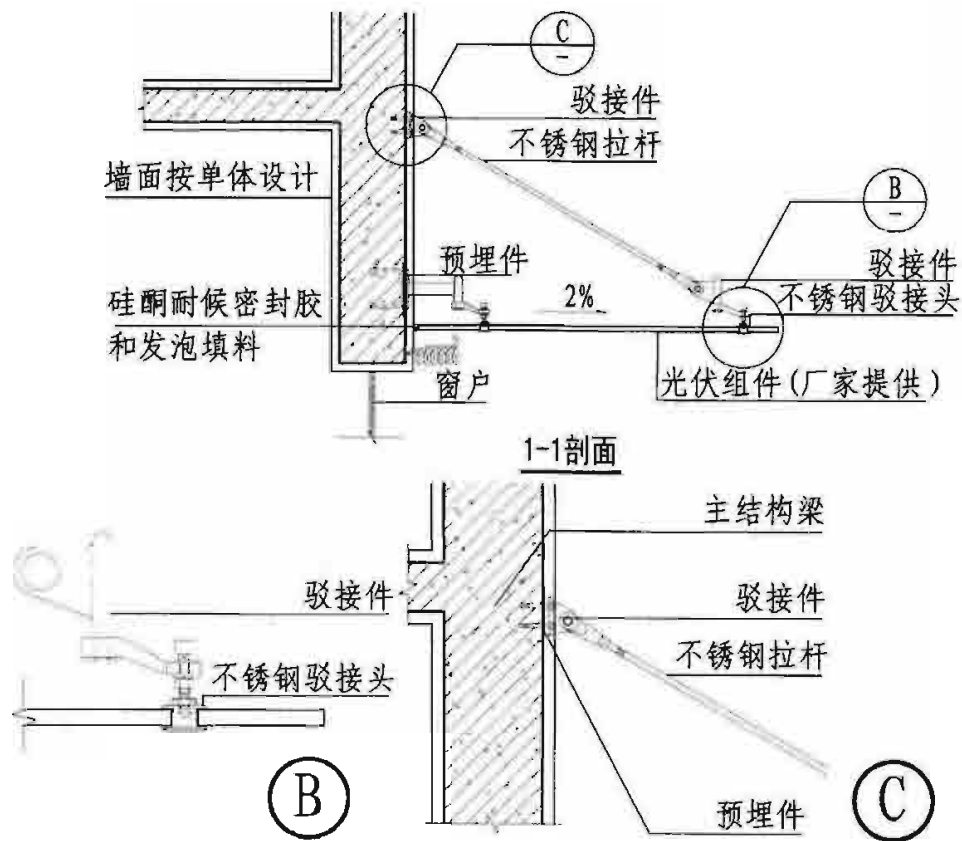 C
-
驳接件
不锈钢拉杆
墙面按单体设计
B
-
预埋件
驳接件
硅酮耐候密封胶
和发泡填料
2%
不锈钢驳接头
窗户
光伏组件(厂家提供)
1-1剖面
主结构梁
驳接件
驳接件
不锈钢拉杆
不锈钢驳接头
B
预埋件
C